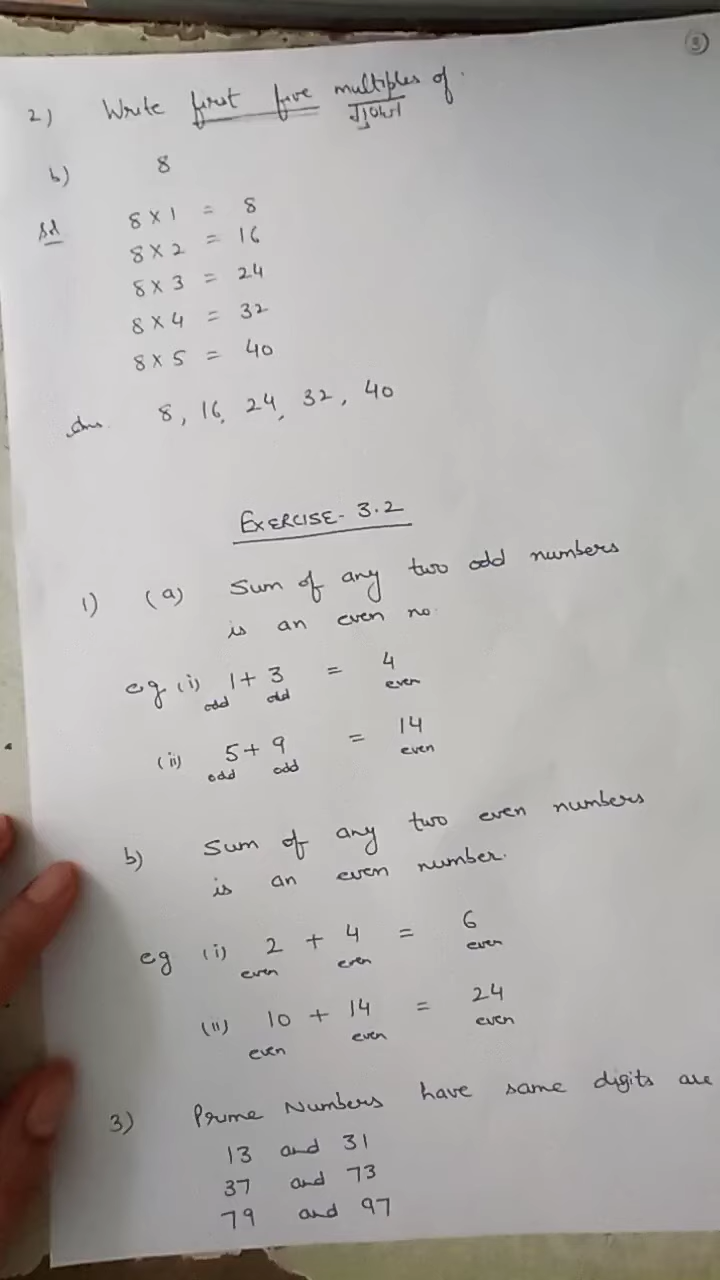 3
2) Write first five multiples of.
गुणज
b) 8
Sol 8 × 1 = 8
8 × 2 = 16
8 × 3 = 24
8 × 4 = 32
8 × 5 = 40
Ans. 8, 16, 24, 32, 40
EXERCISE- 3.2
1) (a) Sum of any two odd numbers
is an even no.
eg (i) 1 + 3 = 4
odd odd even
(ii) 5 + 9 = 14
odd odd even
b) Sum of any two even numbers
is an even number.
eg (i) 2 + 4 = 6
even even even
(ii) 10 + 14 = 24
even even even
3) Prime Numbers have same digits are
13 and 31
37 and 73
79 and 97